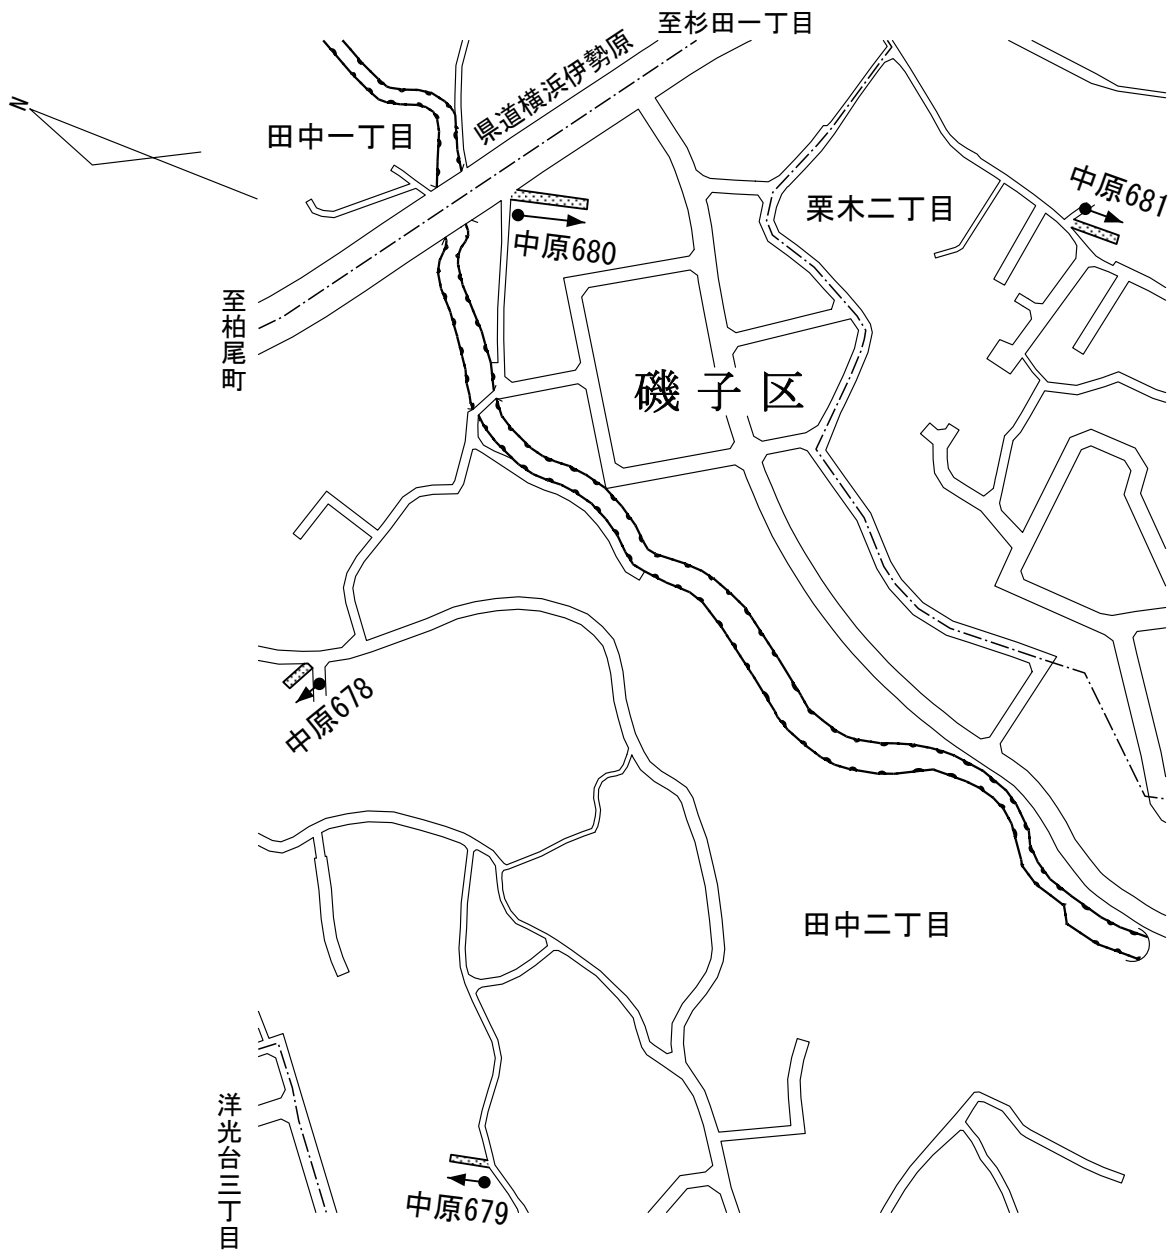 至杉田一丁目
県道横浜伊勢原
N
田中一丁目
中原681
栗木二丁目
中原680
至柏尾町
磯子区
中原678
田中二丁目
洋光台三丁目
中原679